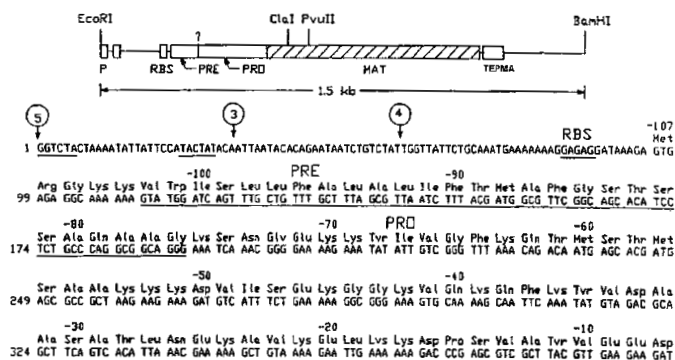 EcoRI ClaI PvuII BamHI
?
P RBS PRE PRO MAT TERMA
1.5 kb
5 3 4 -107
RBS Met
1 GGTCTACTAAAATATTATTCCATACTATACAATTAATACACAGAATAATCTGTCTATTGGTTATTCTGCAAATGAAAAAAAGGAGAGGATAAAGA GTG
-100 PRE -90
Arg Gly Lys Lys Val Trp Ile Ser Leu Leu Phe Ala Leu Ala Leu Ile Phe Thr Met Ala Phe Gly Ser Thr Ser
99 AGA GGC AAA AAA GTA TGG ATC AGT TTG CTG TTT GCT TTA GCG TTA ATC TTT ACG ATG GCG TTC GGC AGC ACA TCC
-80 -70 PRO -60
Ser Ala Gln Ala Ala Gly Lys Ser Asn Gly Glu Lys Lys Tyr Ile Val Gly Phe Lys Gln Thr Met Ser Thr Met
174 TCT GCC CAG GCG GCA GGG AAA TCA AAC GGG GAA AAG AAA TAT ATT GTC GGG TTT AAA CAG ACA ATG AGC ACG ATG
-50 -40
Ser Ala Ala Lys Lys Lys Asp Val Ile Ser Glu Lys Gly Gly Lys Val Gln Lys Gln Phe Lys Tyr Val Asp Ala
249 AGC GCC GCT AAG AAG AAA GAT GTC ATT TCT GAA AAA GGC GGG AAA GTG CAA AAG CAA TTC AAA TAT GTA GAC GCA
-30 -20 -10
Ala Ser Ala Thr Leu Asn Glu Lys Ala Val Lys Glu Leu Lys Lys Asp Pro Ser Val Ala Tyr Val Glu Glu Asp
324 GCT TCA GTC ACA TTA AAC GAA AAA GCT GTA AAA GAA TTG AAA AAA GAC CCG AGC GTC GCT TAC GTT GAA GAA GAT